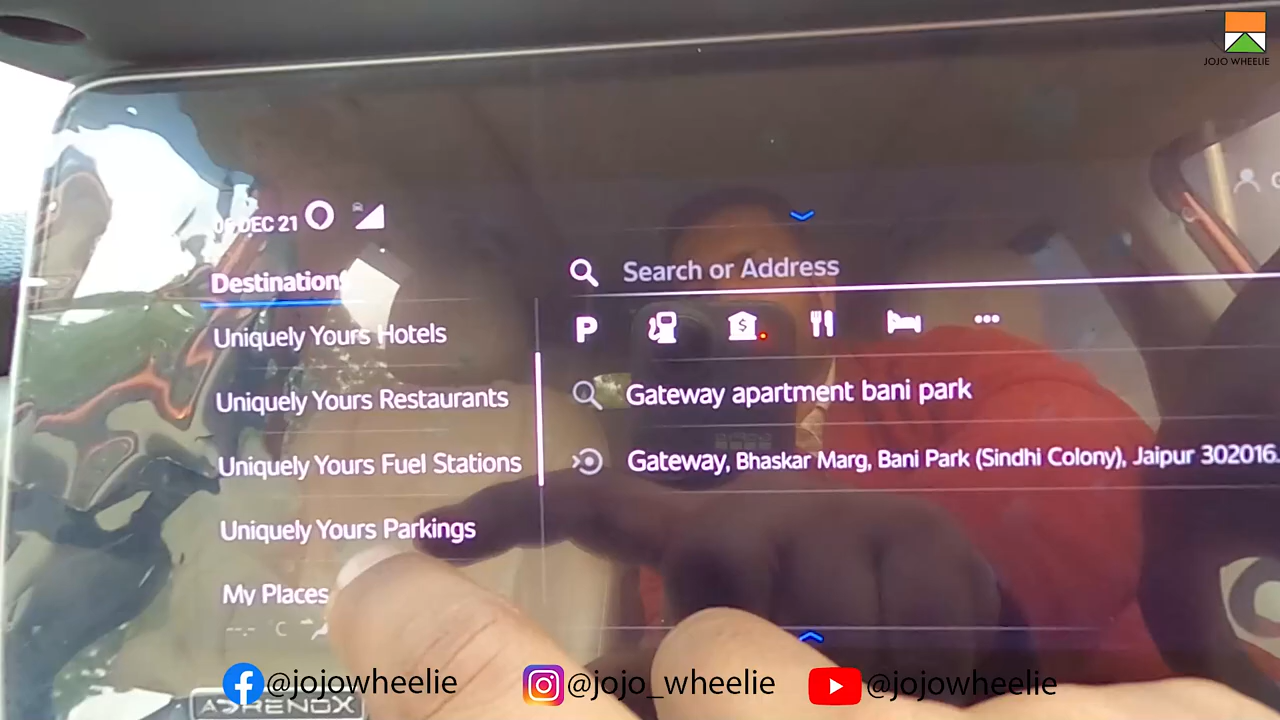 JOJO WHEELIE
06 DEC 21
Destinations
Search or Address
Uniquely Yours Hotels
P
$
Uniquely Yours Restaurants
Gateway apartment bani park
Uniquely Yours Fuel Stations
Gateway, Bhaskar Marg, Bani Park (Sindhi Colony), Jaipur 302016.
Uniquely Yours Parkings
My Places
--.- C
@jojowheelie
@jojo_wheelie
@jojowheelie
ADRENOX